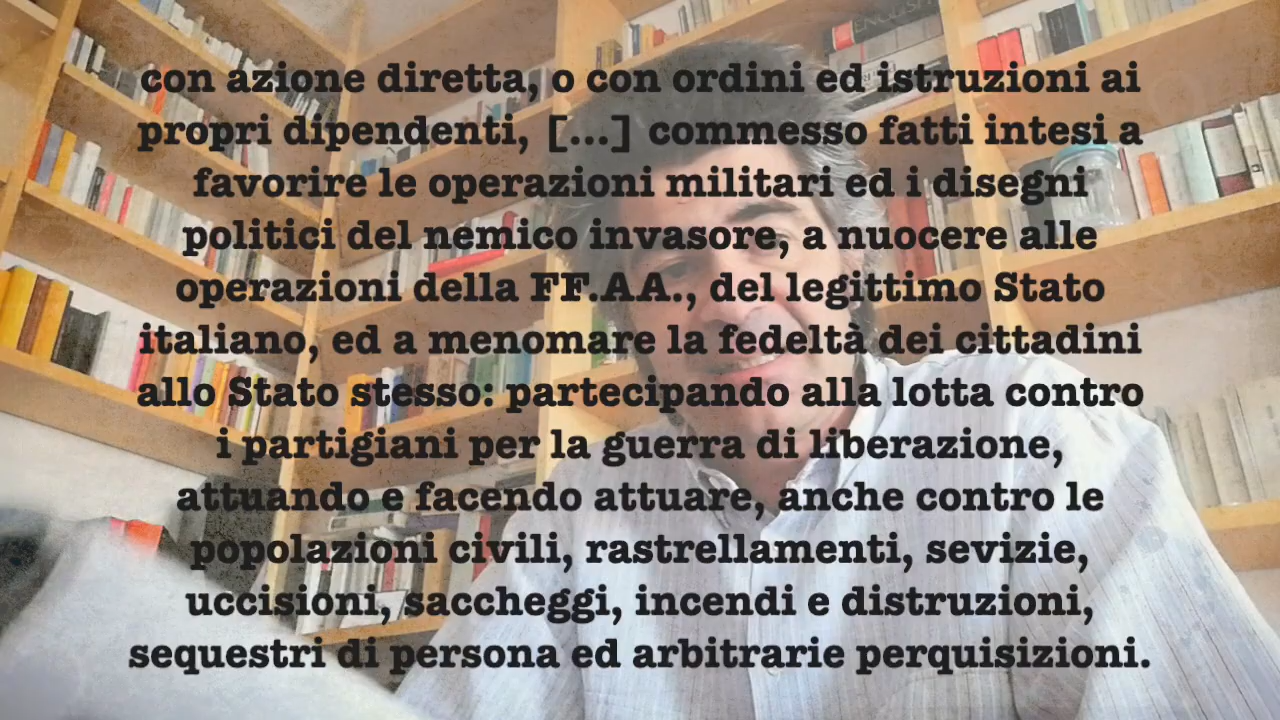 con azione diretta, o con ordini ed istruzioni ai
propri dipendenti, [...] commesso fatti intesi a
favorire le operazioni militari ed i disegni
politici del nemico invasore, a nuocere alle
operazioni della FF.AA., del legittimo Stato
italiano, ed a menomare la fedeltà dei cittadini
allo Stato stesso: partecipando alla lotta contro
i partigiani per la guerra di liberazione,
attuando e facendo attuare, anche contro le
popolazioni civili, rastrellamenti, sevizie,
uccisioni, saccheggi, incendi e distruzioni,
sequestri di persona ed arbitrarie perquisizioni.
ENGLISH